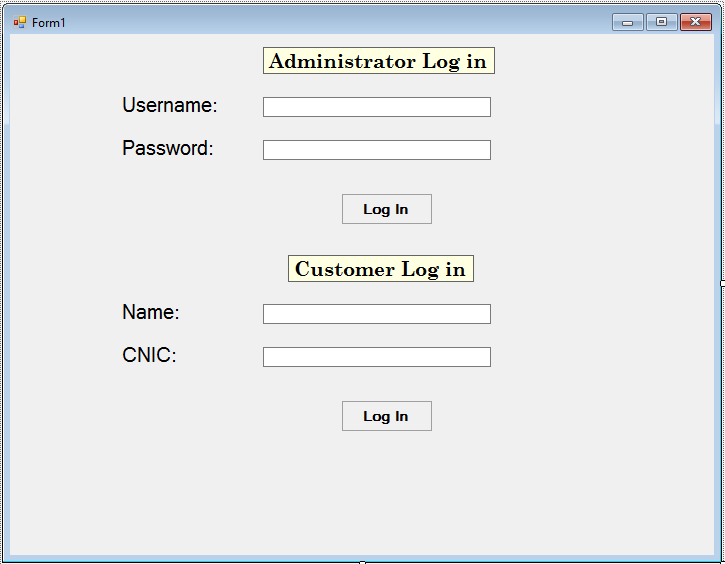 Form1
Administrator Log in
Username:
Password:
Log In
Customer Log in
Name:
CNIC:
Log In